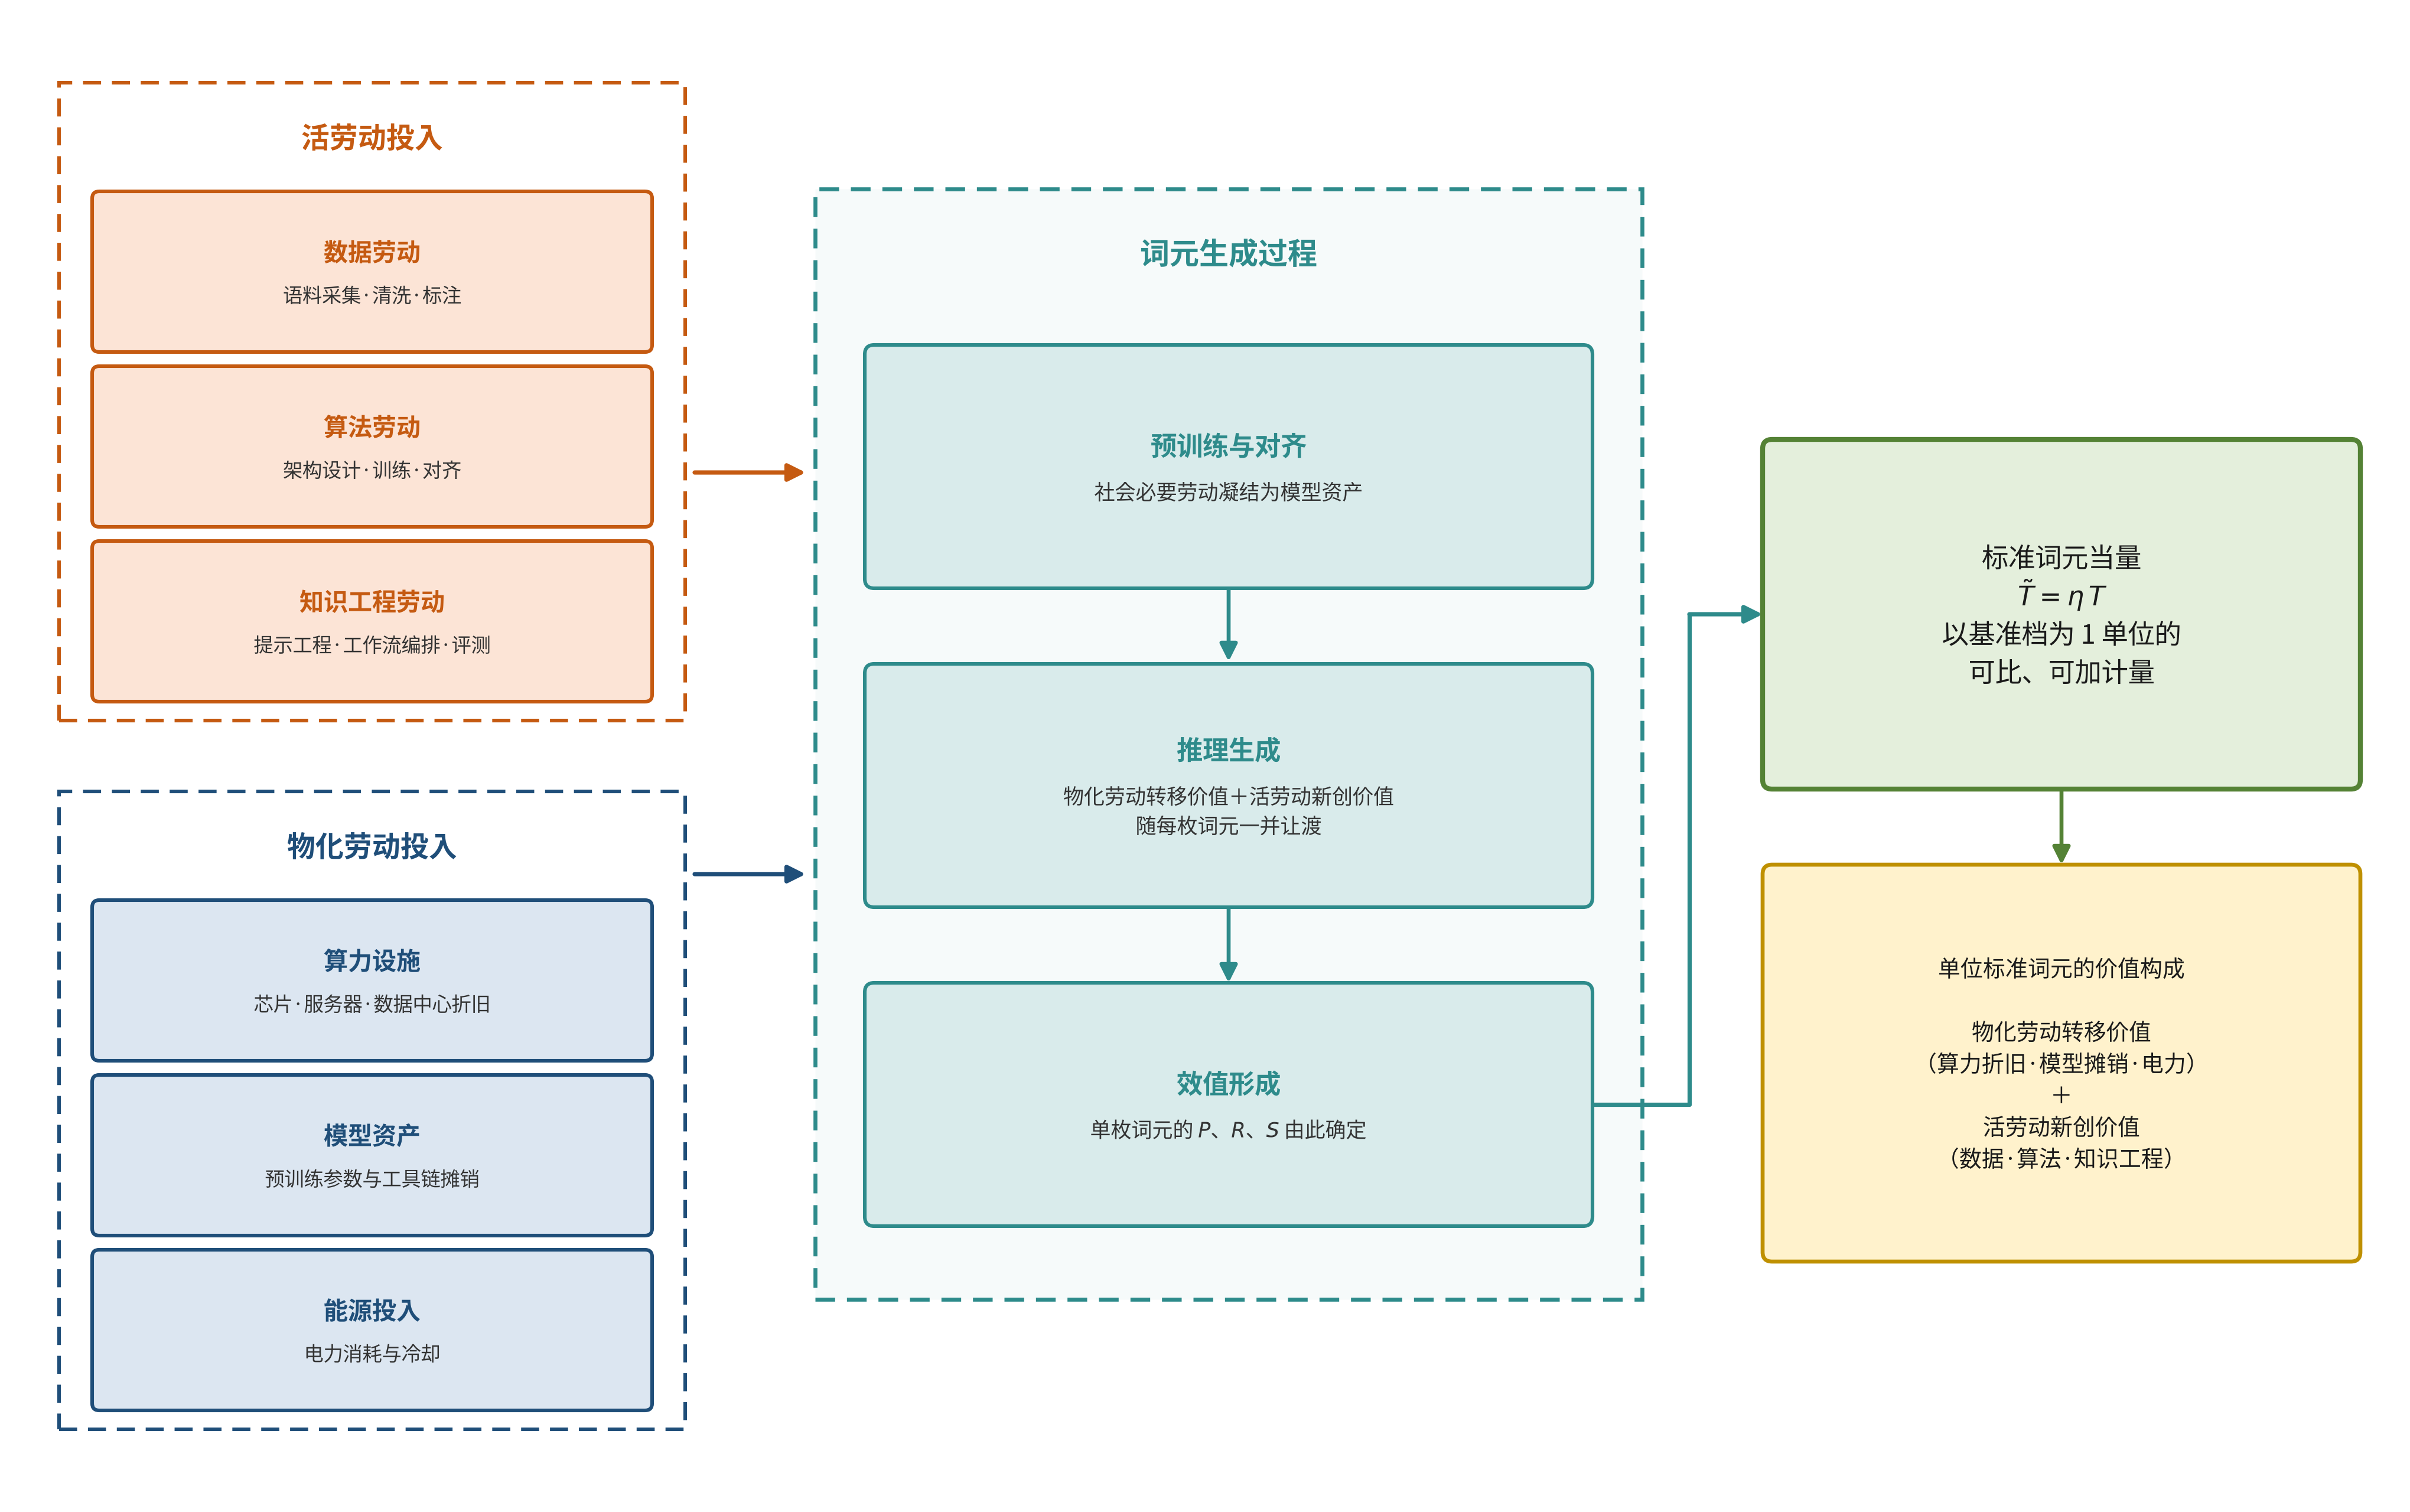 活劳动投入
数据劳动
语料采集·清洗·标注
算法劳动
架构设计·训练·对齐
知识工程劳动
提示工程·工作流编排·评测
物化劳动投入
算力设施
芯片·服务器·数据中心折旧
模型资产
预训练参数与工具链摊销
能源投入
电力消耗与冷却
词元生成过程
预训练与对齐
社会必要劳动凝结为模型资产
推理生成
物化劳动转移价值＋活劳动新创价值
随每枚词元一并让渡
效值形成
单枚词元的 P、R、S 由此确定
标准词元当量
T̃ = η T
以基准档为 1 单位的
可比、可加计量
单位标准词元的价值构成
物化劳动转移价值
（算力折旧·模型摊销·电力）
＋
活劳动新创价值
（数据·算法·知识工程）